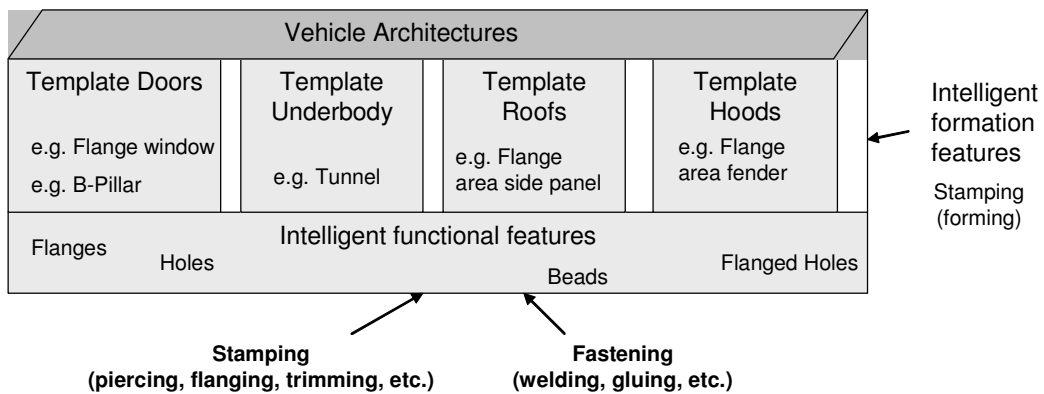 Vehicle Architectures
Template Doors
e.g. Flange window
e.g. B-Pillar
Template
Underbody
e.g. Tunnel
Template
Roofs
e.g. Flange
area side panel
Template
Hoods
e.g. Flange
area fender
Intelligent
formation
features
Stamping
(forming)
Intelligent functional features
Flanges
Holes
Beads
Flanged Holes
Stamping
(piercing, flanging, trimming, etc.)
Fastening
(welding, gluing, etc.)